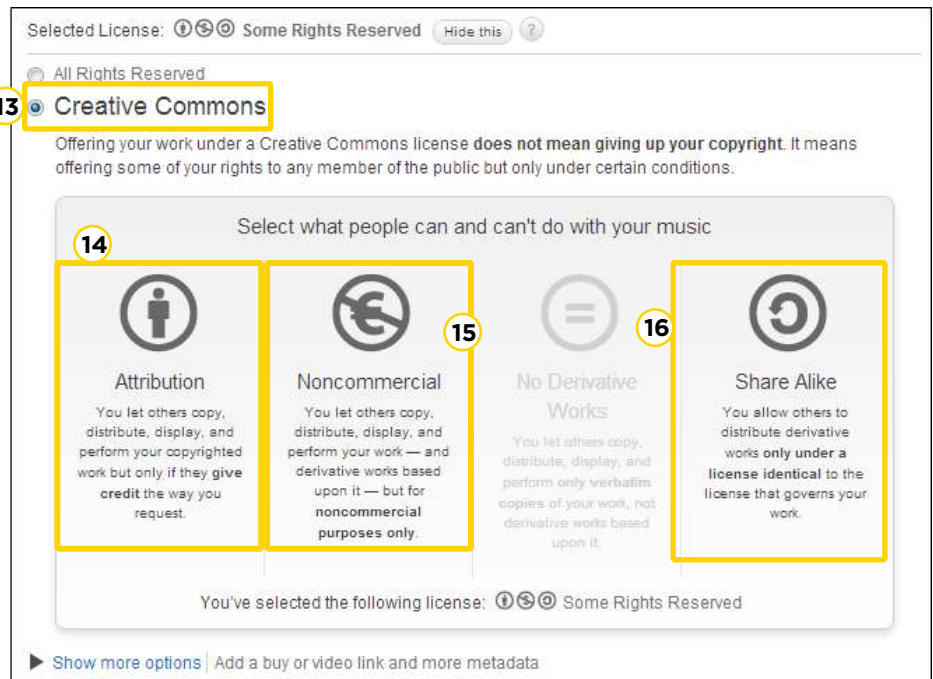 Selected License: Some Rights Reserved Hide this ?
All Rights Reserved
13 Creative Commons
Offering your work under a Creative Commons license does not mean giving up your copyright. It means
offering some of your rights to any member of the public but only under certain conditions.
Select what people can and can't do with your music
14
Attribution
You let others copy,
distribute, display, and
perform your copyrighted
work but only if they give
credit the way you
request.
15
Noncommercial
You let others copy,
distribute, display, and
perform your work — and
derivative works based
upon it — but for
noncommercial
purposes only.
No Derivative
Works
You let others copy,
distribute, display, and
perform only verbatim
copies of your work, not
derivative works based
upon it.
16
Share Alike
You allow others to
distribute derivative
works only under a
license identical to the
license that governs your
work.
You've selected the following license: Some Rights Reserved
Show more options Add a buy or video link and more metadata